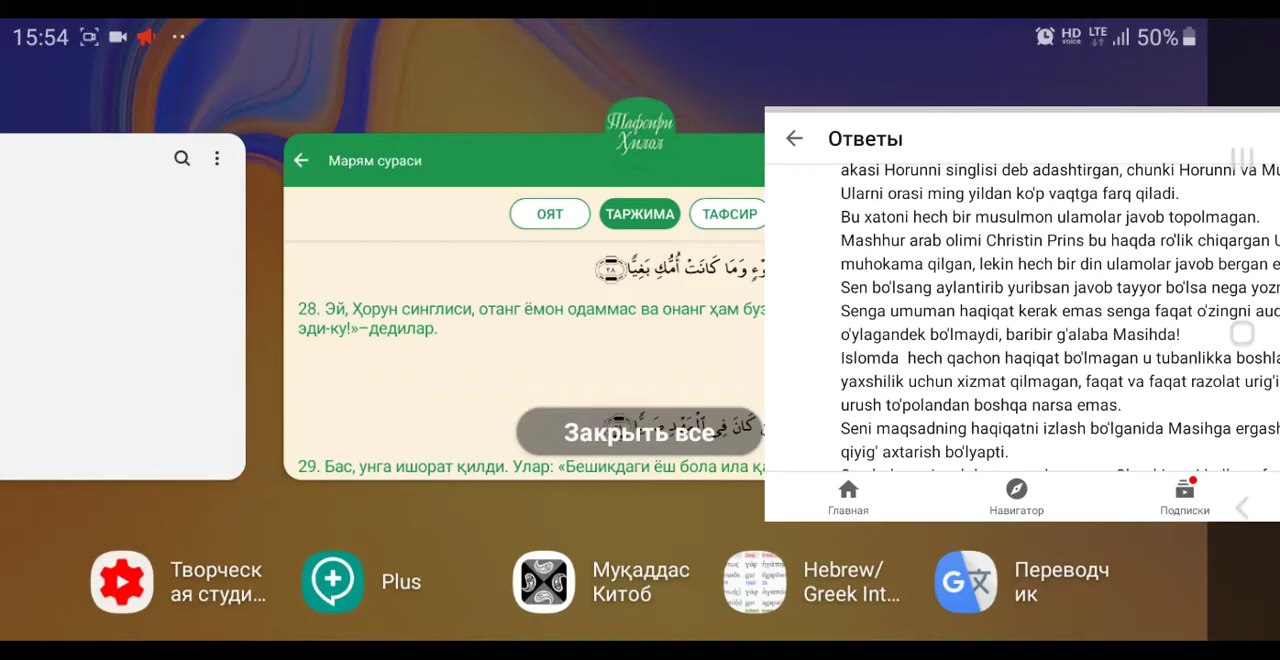 15:54
HD voice LTE 50%
Тафсири
Ҳилол
Марям сураси
ОЯТ ТАРЖИМА ТАФСИР
وَمَا كَانَتْ أُمُّكِ بَغِيًّا ٢٨
28. Эй, Ҳорун синглиси, отанг ёмон одаммас ва онанг ҳам буз
эди-ку!»–дедилар.
كَانَ فِي الْمَهْدِ صَبِيًّا
29. Бас, унга ишорат қилди. Улар: «Бешикдаги ёш бола ила қа
Закрыть все
Ответы
akasi Horunni singlisi deb adashtirgan, chunki Horunni va Mu
Ularni orasi ming yildan ko'p vaqtga farq qiladi.
Bu xatoni hech bir musulmon ulamolar javob topolmagan.
Mashhur arab olimi Christin Prins bu haqda ro'lik chiqargan U
muhokama qilgan, lekin hech bir din ulamolar javob bergan e
Sen bo'lsang aylantirib yuribsan javob tayyor bo'lsa nega yozm
Senga umuman haqiqat kerak emas senga faqat o'zingni aud
o'ylagandek bo'lmaydi, baribir g'alaba Masihda!
Islomda hech qachon haqiqat bo'lmagan u tubanlikka boshla
yaxshilik uchun xizmat qilmagan, faqat va faqat razolat urig'i
urush to'polandan boshqa narsa emas.
Seni maqsadning haqiqatni izlash bo'lganida Masihga ergash
qiyig' axtarish bo'lyapti.
Главная
Навигатор
Подписки
Творческ
ая студи...
Plus
Муқаддас
Китоб
Hebrew/
Greek Int...
Переводч
ик